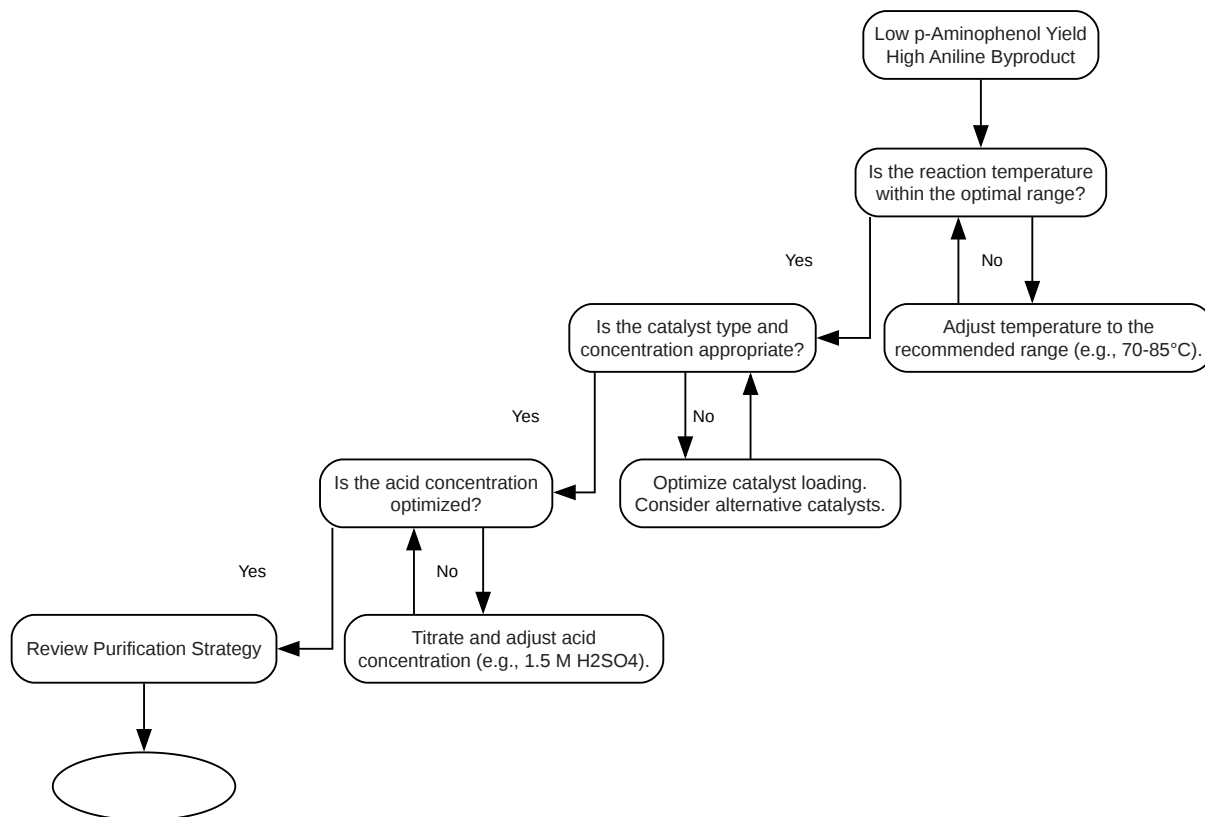 Low p-Aminophenol Yield
High Aniline Byproduct
Is the reaction temperature
within the optimal range?
Yes
No
Is the catalyst type and
concentration appropriate?
Adjust temperature to the
recommended range (e.g., 70-85°C).
Yes
No
Is the acid concentration
optimized?
Optimize catalyst loading.
Consider alternative catalysts.
Yes
No
Review Purification Strategy
Titrate and adjust acid
concentration (e.g., 1.5 M H2SO4).